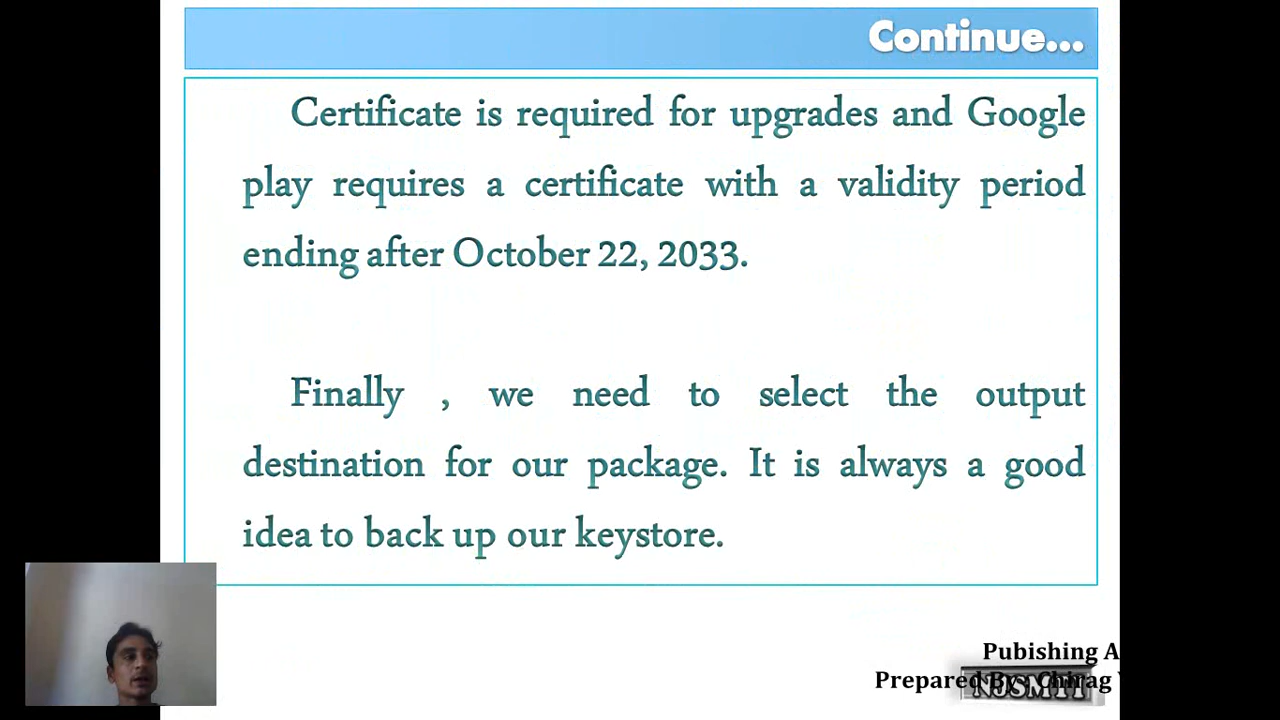 Continue...
Certificate is required for upgrades and Google
play requires a certificate with a validity period
ending after October 22, 2033.
Finally , we need to select the output
destination for our package. It is always a good
idea to back up our keystore.
Pubishing A
Prepared By : Chirag
NJSMTI